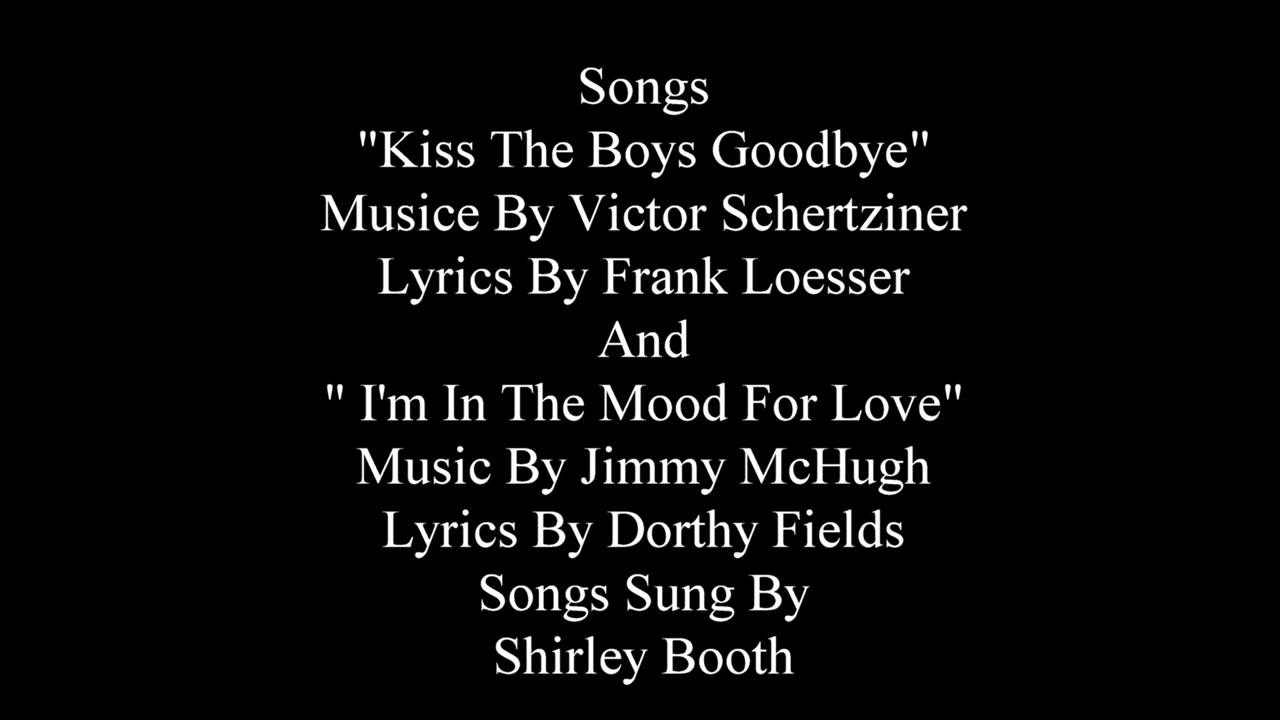 Songs
"Kiss The Boys Goodbye"
Musice By Victor Schertziner
Lyrics By Frank Loesser
And
" I'm In The Mood For Love"
Music By Jimmy McHugh
Lyrics By Dorthy Fields
Songs Sung By
Shirley Booth